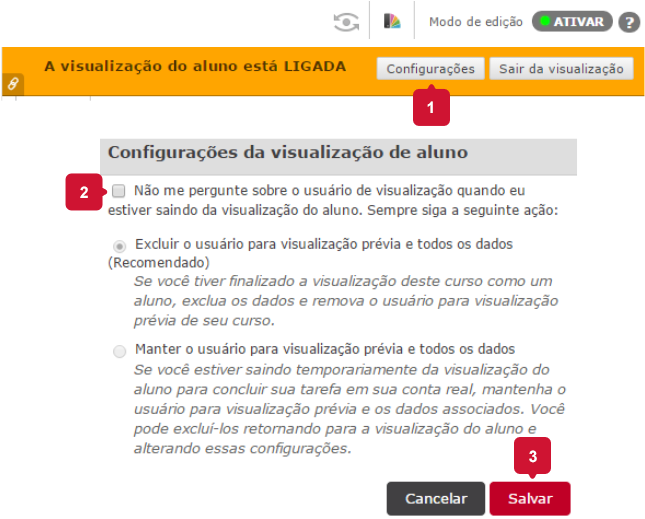 Modo de edição ATIVAR ?
A visualização do aluno está LIGADA Configurações Sair da visualização
1
Configurações da visualização de aluno
2 Não me pergunte sobre o usuário de visualização quando eu
estiver saindo da visualização do aluno. Sempre siga a seguinte ação:
Excluir o usuário para visualização prévia e todos os dados
(Recomendado)
Se você tiver finalizado a visualização deste curso como um
aluno, exclua os dados e remova o usuário para visualização
prévia de seu curso.
Manter o usuário para visualização prévia e todos os dados
Se você estiver saindo temporariamente da visualização do
aluno para concluir sua tarefa em sua conta real, mantenha o
usuário para visualização prévia e os dados associados. Você
pode excluí-los retornando para a visualização do aluno e
alterando essas configurações.
3
Cancelar Salvar